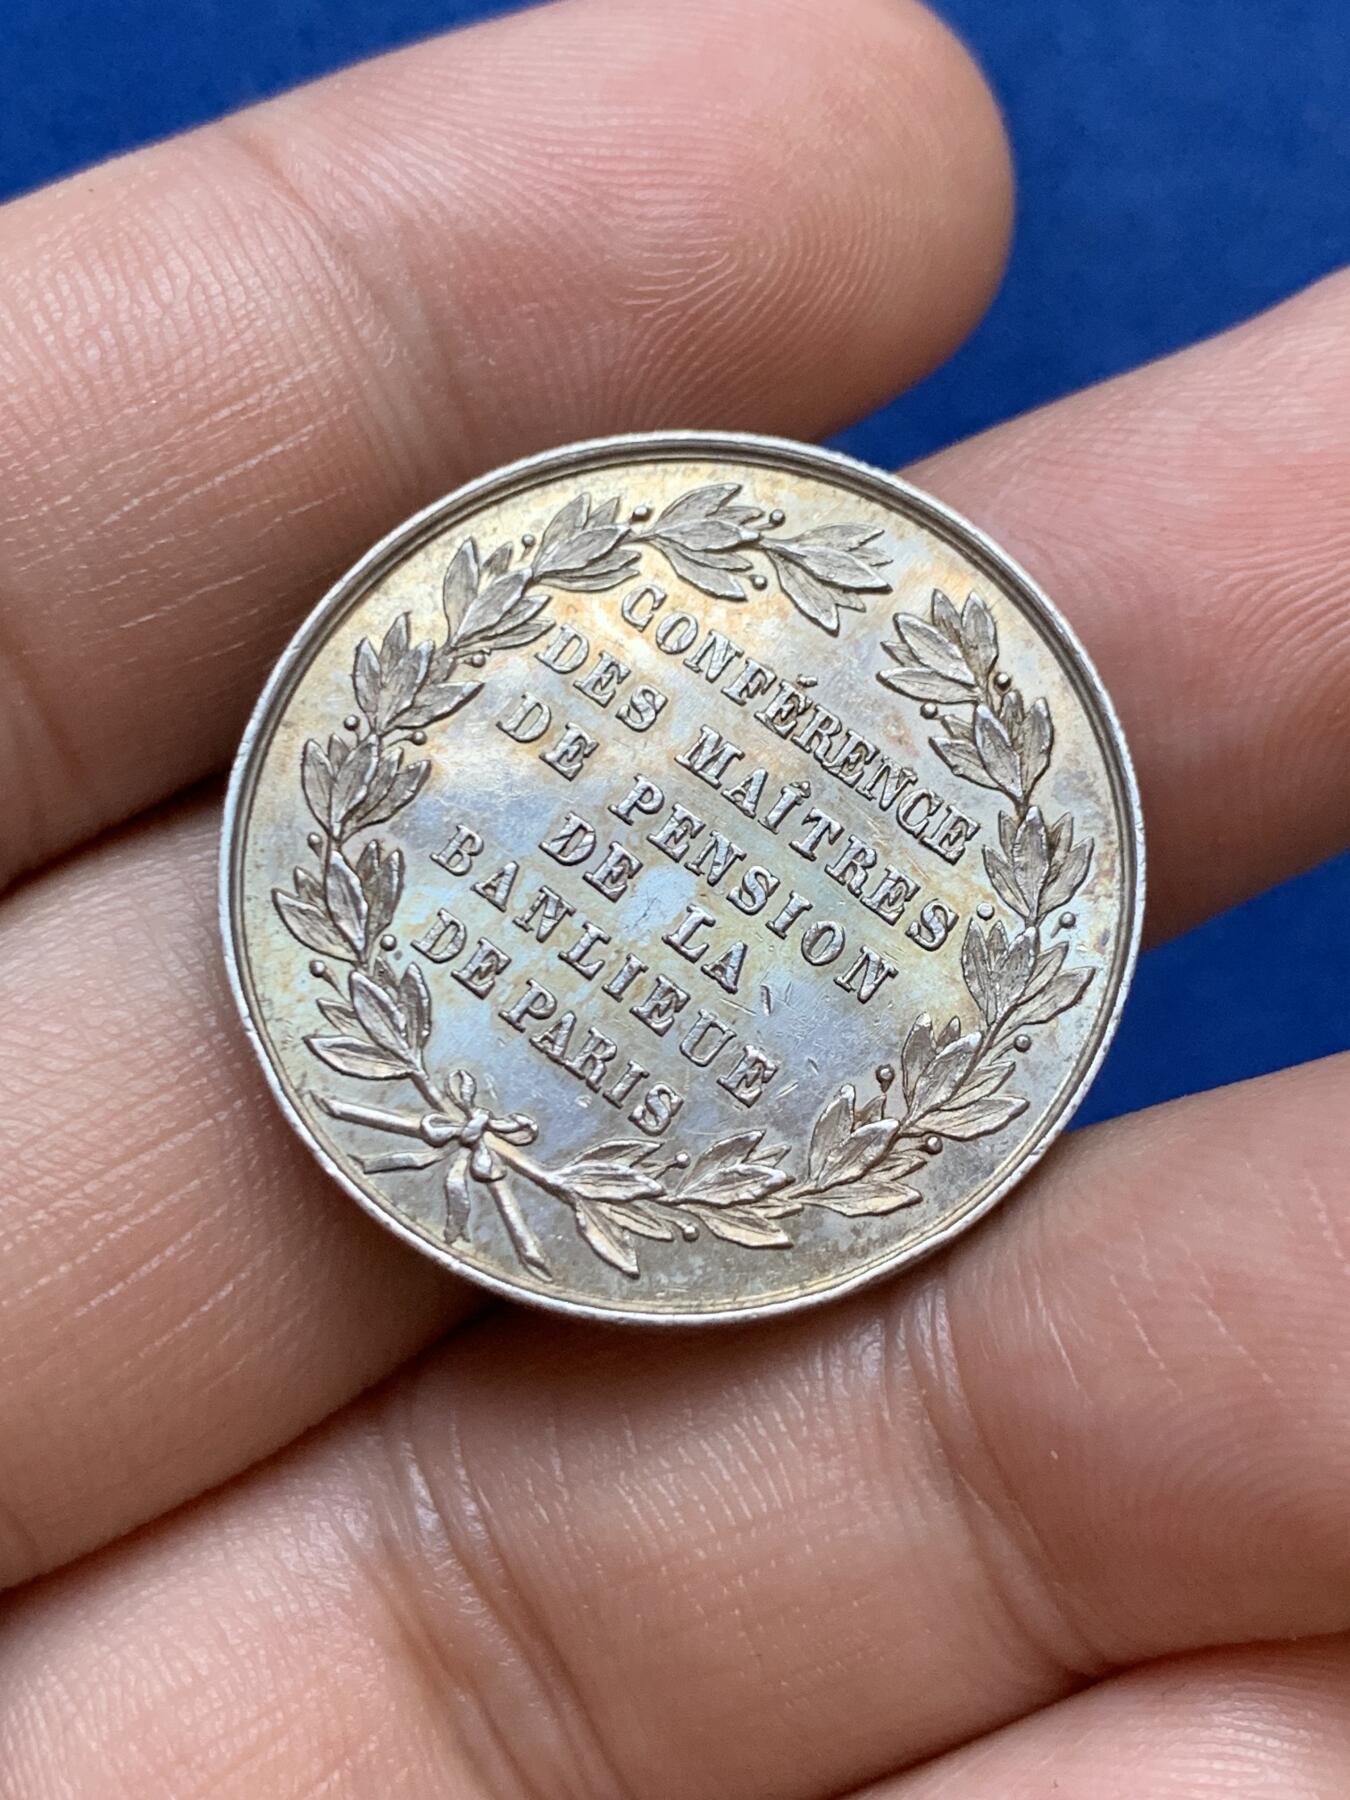 CONFÉRENCE
DES MAÎTRES
DE PENSION
DE LA
BANLIEUE
DE PARIS